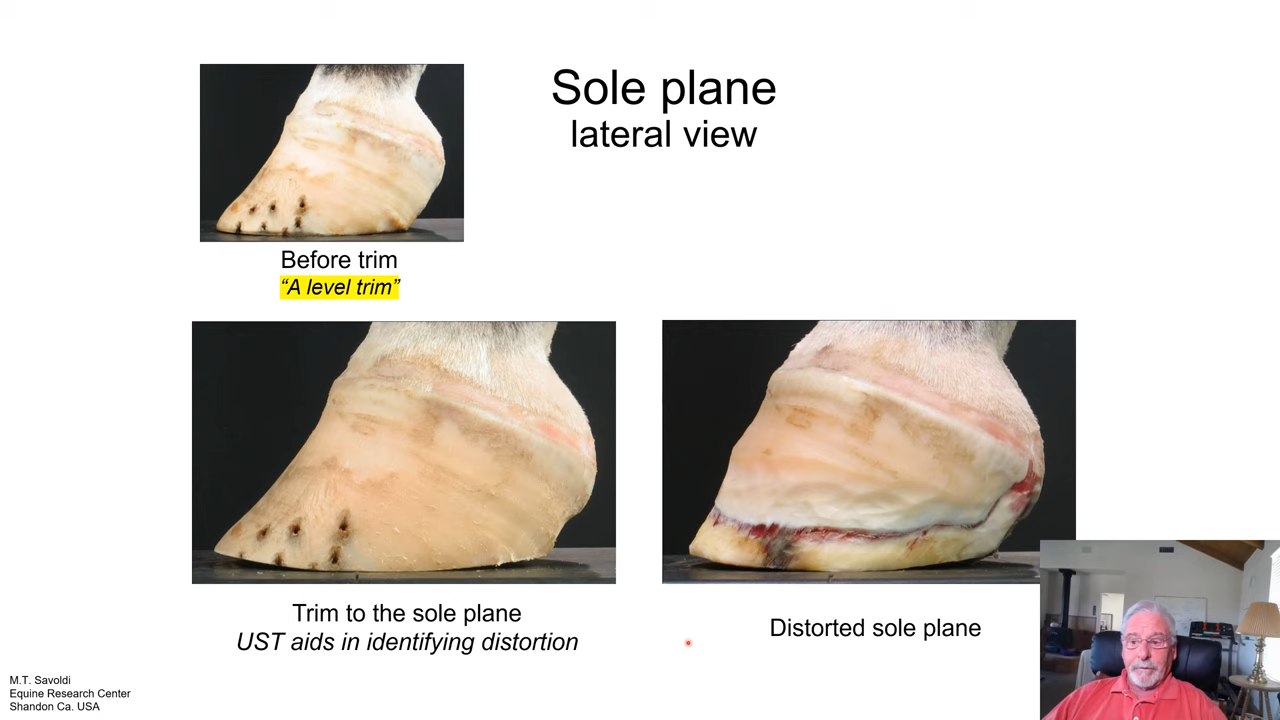 Sole plane
lateral view
Before trim
“A level trim”
Trim to the sole plane
UST aids in identifying distortion
Distorted sole plane
M.T. Savoldi
Equine Research Center
Shandon Ca. USA